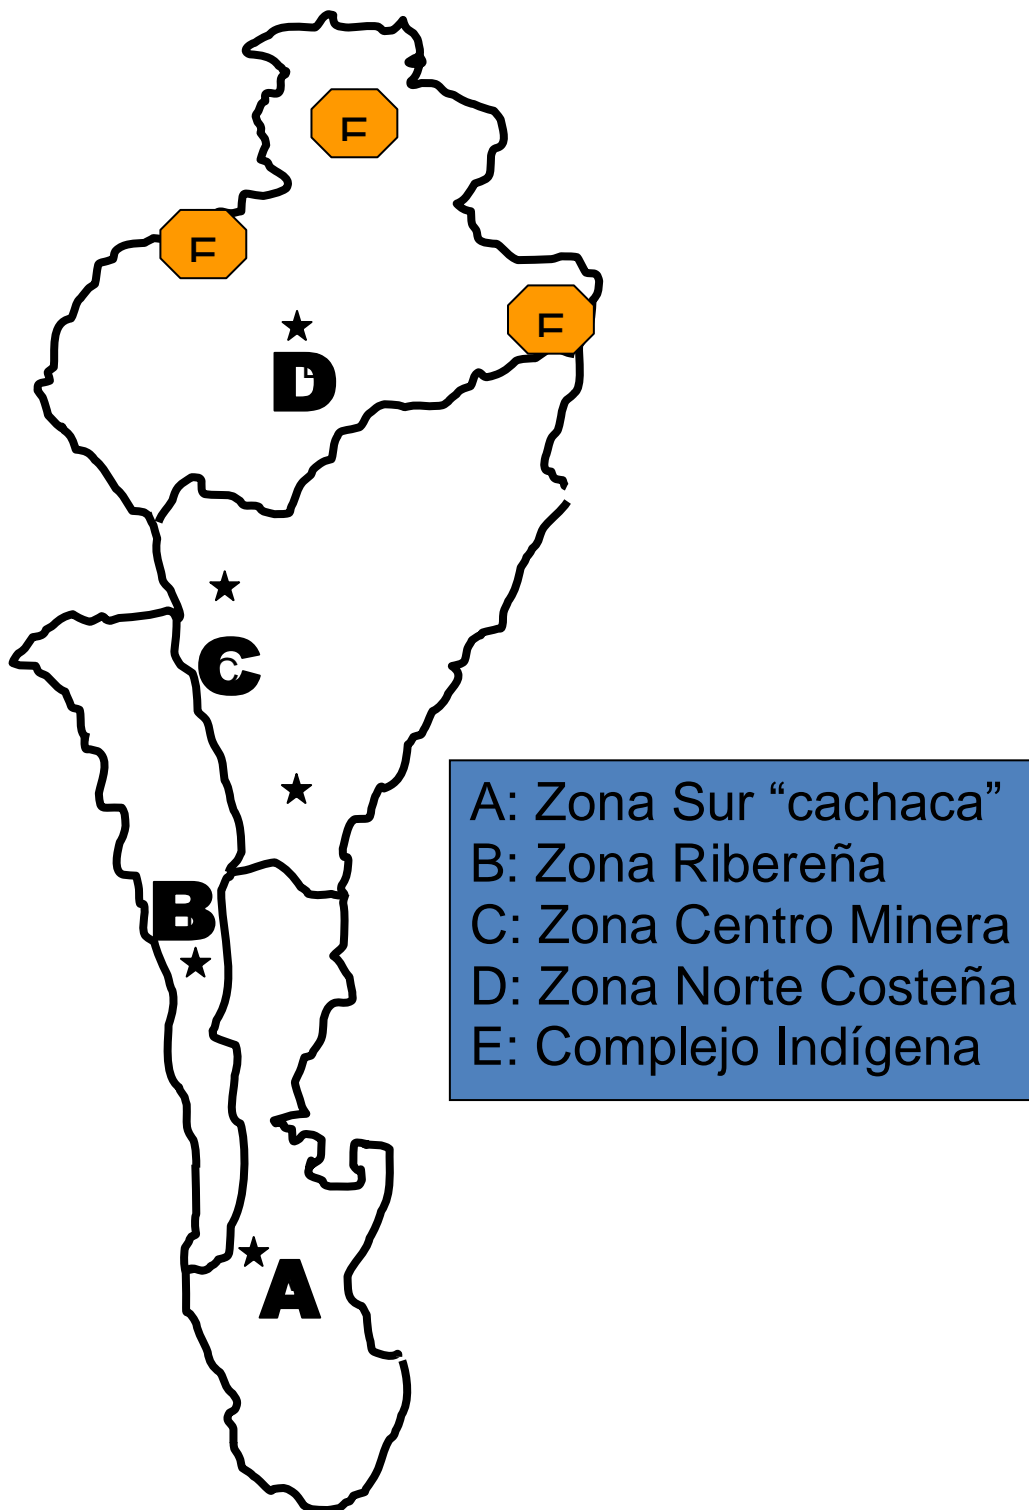 E
E
E
D
C
B
A
A: Zona Sur “cachaca”
B: Zona Ribereña
C: Zona Centro Minera
D: Zona Norte Costeña
E: Complejo Indígena